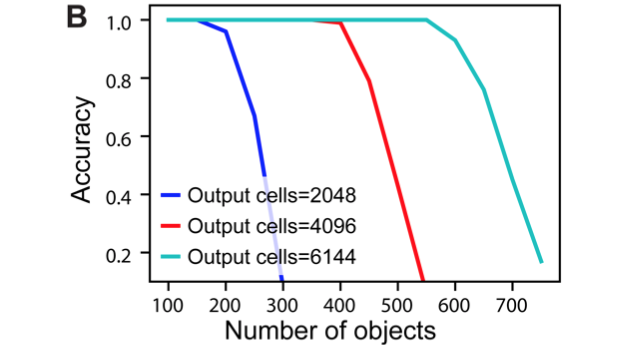 B
1.0
0.8
0.6
0.4
0.2
Accuracy
Output cells=2048
Output cells=4096
Output cells=6144
100 200 300 400 500 600 700
Number of objects